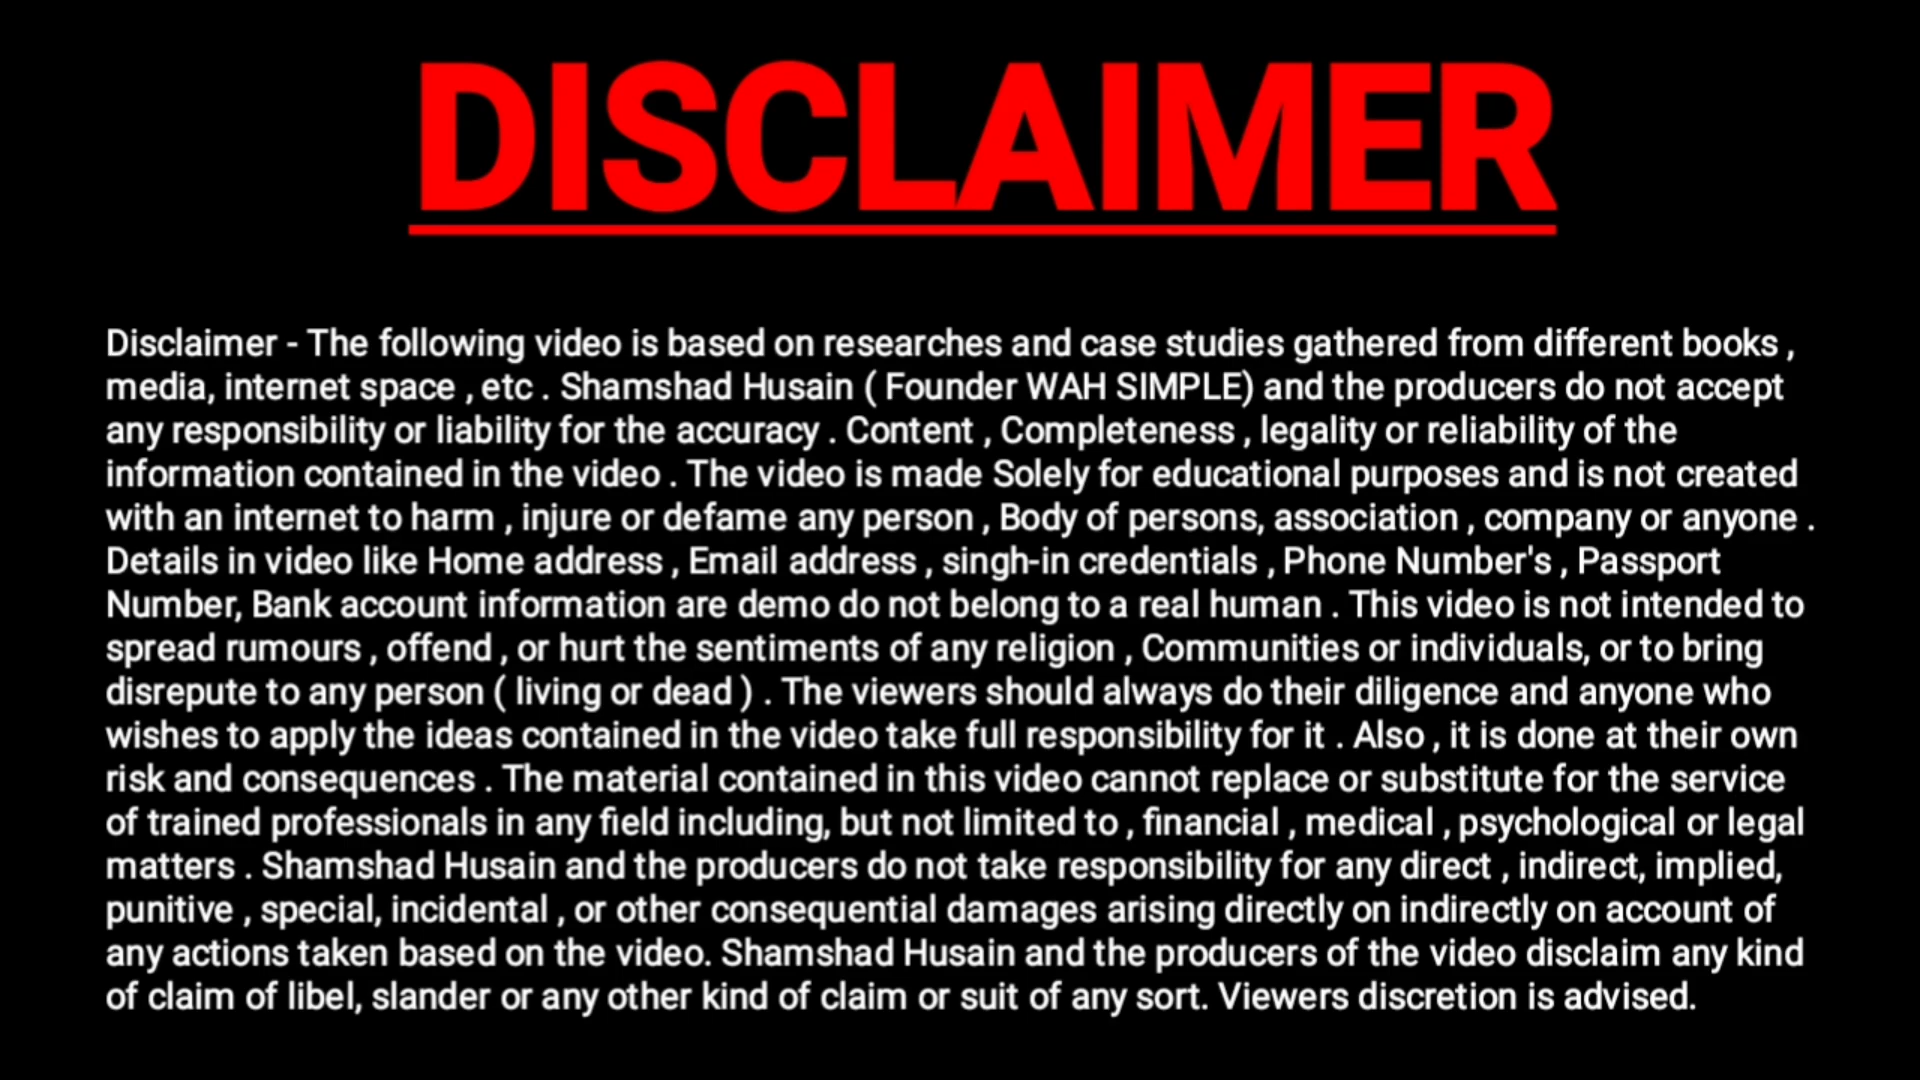 DISCLAIMER
Disclaimer - The following video is based on researches and case studies gathered from different books ,
media, internet space , etc . Shamshad Husain ( Founder WAH SIMPLE) and the producers do not accept
any responsibility or liability for the accuracy . Content , Completeness , legality or reliability of the
information contained in the video . The video is made Solely for educational purposes and is not created
with an internet to harm , injure or defame any person , Body of persons, association , company or anyone .
Details in video like Home address , Email address , singh-in credentials , Phone Number's , Passport
Number, Bank account information are demo do not belong to a real human . This video is not intended to
spread rumours , offend , or hurt the sentiments of any religion , Communities or individuals, or to bring
disrepute to any person ( living or dead ) . The viewers should always do their diligence and anyone who
wishes to apply the ideas contained in the video take full responsibility for it . Also , it is done at their own
risk and consequences . The material contained in this video cannot replace or substitute for the service
of trained professionals in any field including, but not limited to , financial , medical , psychological or legal
matters . Shamshad Husain and the producers do not take responsibility for any direct , indirect, implied,
punitive , special, incidental , or other consequential damages arising directly on indirectly on account of
any actions taken based on the video. Shamshad Husain and the producers of the video disclaim any kind
of claim of libel, slander or any other kind of claim or suit of any sort. Viewers discretion is advised.